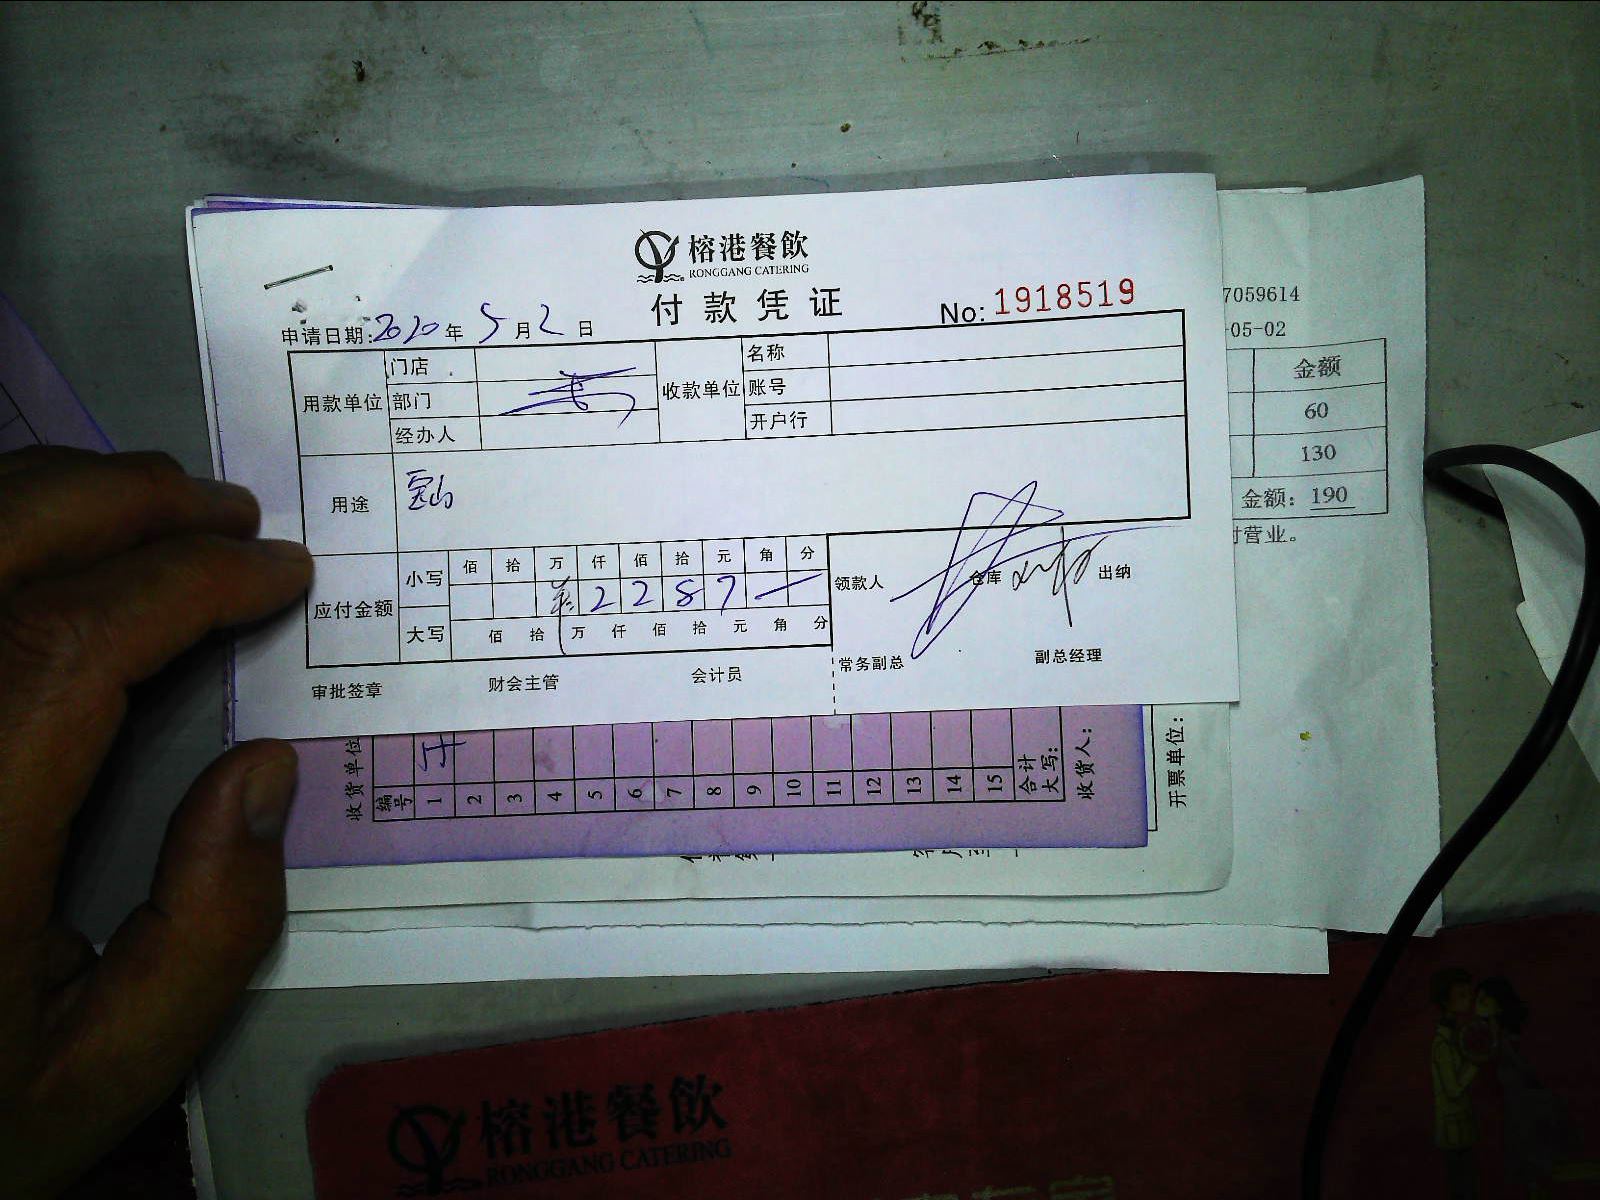 榕港餐飲
RONGGANG CATERING
付款凭证
No: 1918519
申请日期: 2020 年 5 月 2 日
用款单位 门店 收款单位 名称
部门 账号
经办人 开户行
用途 宝山
应付金额 小写 佰 拾 万 仟 佰 拾 元 角 分
2 2 8 7 —
大写 佰 拾 万 仟 佰 拾 元 角 分
领款人 仓库 出纳
审批签章 财会主管 会计员 常务副总 副总经理
7059614
-05-02
金额
60
130
金额: 190
付营业。
收货单位
编号 1 2 3 4 5 6 7 8 9 10 11 12 13 14 15 合计大写:
收货人:
开票单位:
榕港餐飲
RONGGANG CATERING